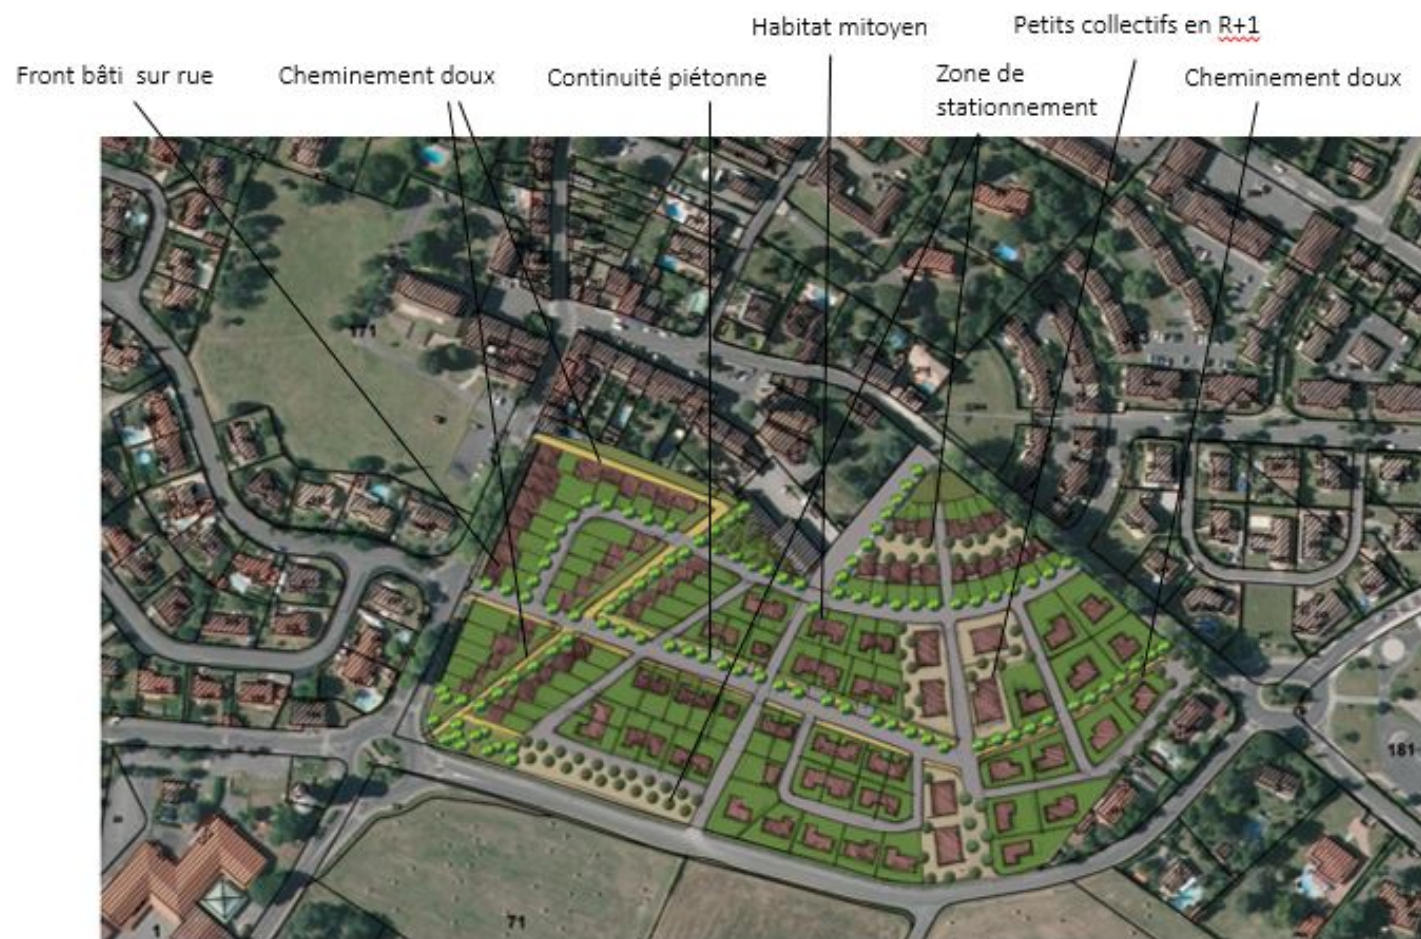 Habitat mitoyen
Petits collectifs en R+1
Front bâti sur rue
Cheminement doux
Continuité piétonne
Zone de
stationnement
Cheminement doux
171
181
71
1